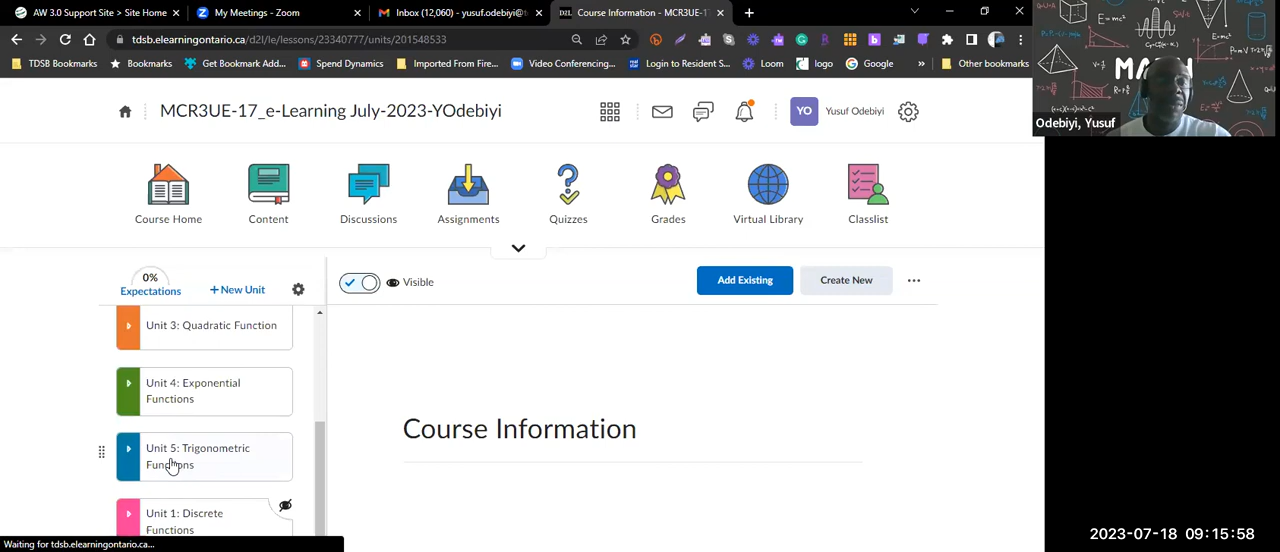 AW 3.0 Support Site > Site Home
My Meetings - Zoom
Inbox (12,060) - yusuf.odebiyi@t
Course Information - MCR3UE-1
tdsb.elearningontario.ca/d2l/le/lessons/23340777/units/201548533
TDSB Bookmarks
Bookmarks
Get Bookmark Add...
Spend Dynamics
Imported From Fire...
Video Conferencing...
Login to Resident S...
Loom
logo
Google
»
Other bookmarks
E=mc²
MATH
Odebiyi, Yusuf
MCR3UE-17_e-Learning July-2023-YOdebiyi
YO
Yusuf Odebiyi
Course Home
Content
Discussions
Assignments
Quizzes
Grades
Virtual Library
Classlist
0%
Expectations
+ New Unit
Visible
Add Existing
Create New
Unit 3: Quadratic Function
Unit 4: Exponential
Functions
Unit 5: Trigonometric
Functions
Unit 1: Discrete
Functions
Course Information
Waiting for tdsb.elearningontario.ca...
2023-07-18 09:15:58